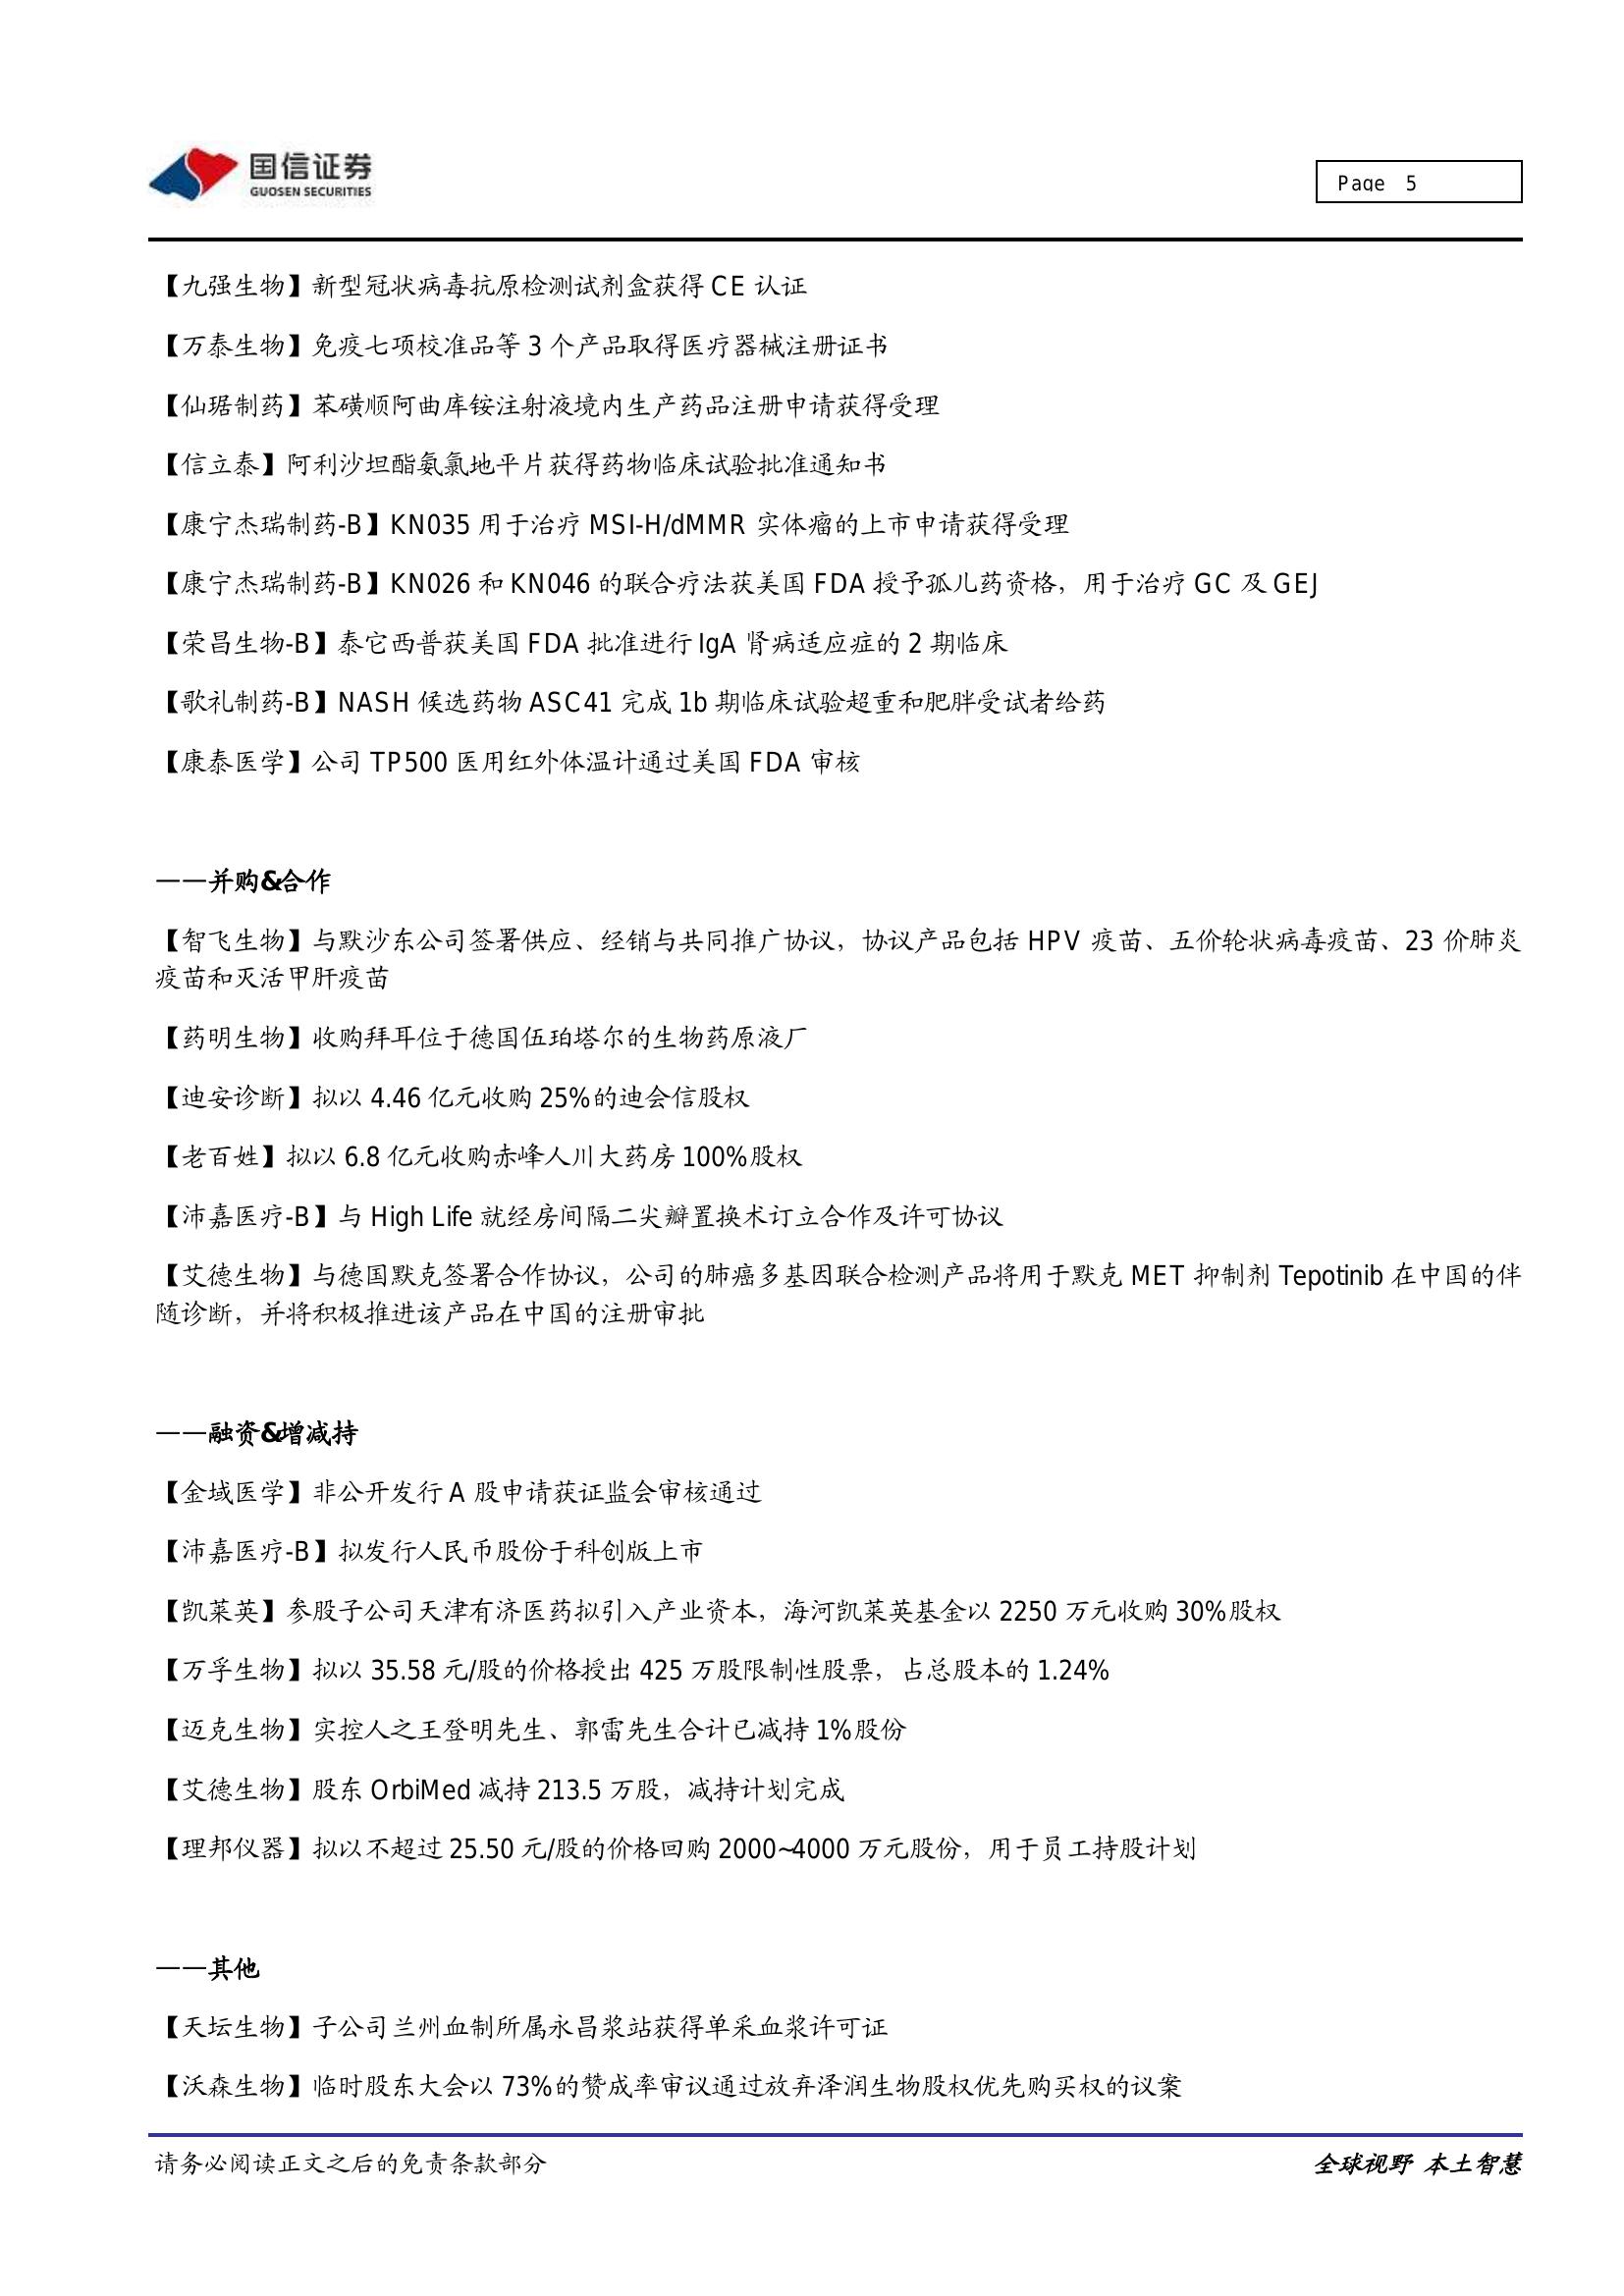 国信证券
GUOSEN SECURITIES
Page 5
【九强生物】新型冠状病毒抗原检测试剂盒获得 CE 认证
【万泰生物】免疫七项校准品等 3 个产品取得医疗器械注册证书
【仙琚制药】苯磺顺阿曲库铵注射液境内生产药品注册申请获得受理
【信立泰】阿利沙坦酯氨氯地平片获得药物临床试验批准通知书
【康宁杰瑞制药-B】KN035 用于治疗 MSI-H/dMMR 实体瘤的上市申请获得受理
【康宁杰瑞制药-B】KN026 和 KN046 的联合疗法获美国 FDA 授予孤儿药资格，用于治疗 GC 及 GEJ
【荣昌生物-B】泰它西普获美国 FDA 批准进行 IgA 肾病适应症的 2 期临床
【歌礼制药-B】NASH 候选药物 ASC41 完成 1b 期临床试验超重和肥胖受试者给药
【康泰医学】公司 TP500 医用红外体温计通过美国 FDA 审核
——并购&合作
【智飞生物】与默沙东公司签署供应、经销与共同推广协议，协议产品包括 HPV 疫苗、五价轮状病毒疫苗、23 价肺炎
疫苗和灭活甲肝疫苗
【药明生物】收购拜耳位于德国伍珀塔尔的生物药原液厂
【迪安诊断】拟以 4.46 亿元收购 25%的迪会信股权
【老百姓】拟以 6.8 亿元收购赤峰人川大药房 100%股权
【沛嘉医疗-B】与 High Life 就经房间隔二尖瓣置换术订立合作及许可协议
【艾德生物】与德国默克签署合作协议，公司的肺癌多基因联合检测产品将用于默克 MET 抑制剂 Tepotinib 在中国的伴
随诊断，并将积极推进该产品在中国的注册审批
——融资&增减持
【金域医学】非公开发行 A 股申请获证监会审核通过
【沛嘉医疗-B】拟发行人民币股份于科创版上市
【凯莱英】参股子公司天津有济医药拟引入产业资本，海河凯莱英基金以 2250 万元收购 30%股权
【万孚生物】拟以 35.58 元/股的价格授出 425 万股限制性股票，占总股本的 1.24%
【迈克生物】实控人之王登明先生、郭雷先生合计已减持 1%股份
【艾德生物】股东 OrbiMed 减持 213.5 万股，减持计划完成
【理邦仪器】拟以不超过 25.50 元/股的价格回购 2000~4000 万元股份，用于员工持股计划
——其他
【天坛生物】子公司兰州血制所属永昌浆站获得单采血浆许可证
【沃森生物】临时股东大会以 73%的赞成率审议通过放弃泽润生物股权优先购买权的议案
请务必阅读正文之后的免责条款部分
全球视野 本土智慧